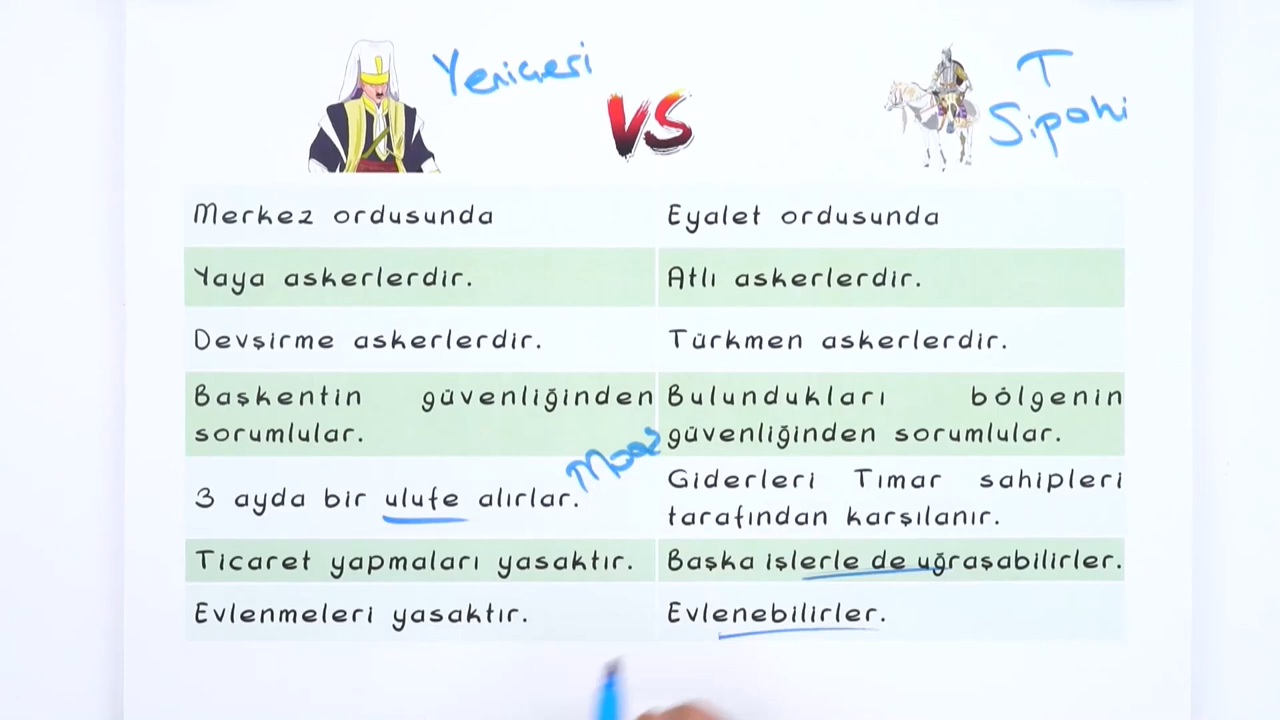 Yeniçeri
VS
T
Sipahi
Merkez ordusunda
Eyalet ordusunda
Yaya askerlerdir.
Atlı askerlerdir.
Devşirme askerlerdir.
Türkmen askerlerdir.
Başkentin güvenliğinden
sorumlular.
Bulundukları bölgenin
güvenliğinden sorumlular.
3 ayda bir ulufe alırlar.
Maaş
Giderleri Tımar sahipleri
tarafından karşılanır.
Ticaret yapmaları yasaktır.
Başka işlerle de uğraşabilirler.
Evlenmeleri yasaktır.
Evlenebilirler.